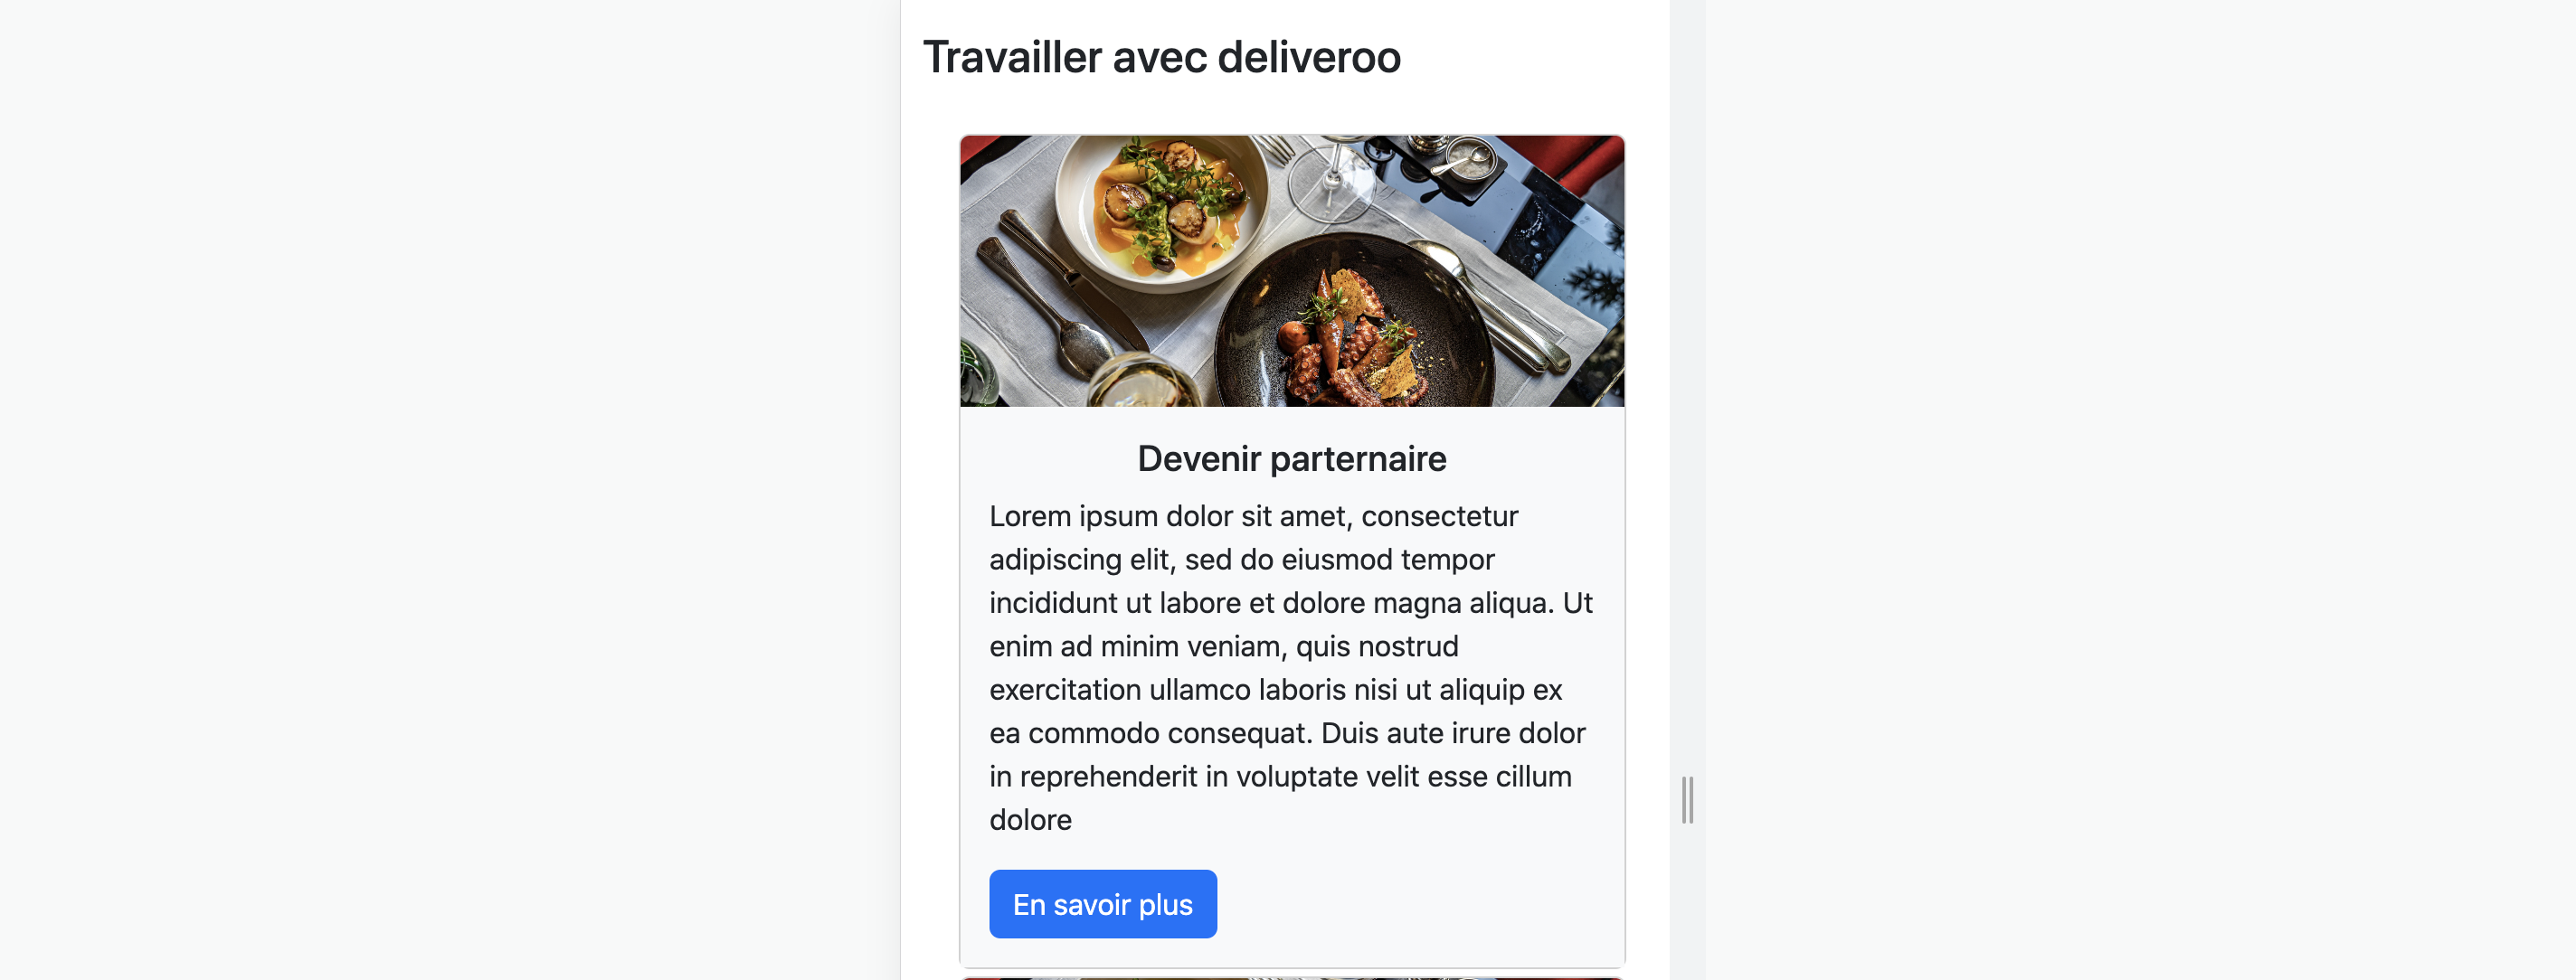 Travailler avec deliveroo
Devenir parternaire
Lorem ipsum dolor sit amet, consectetur
adipiscing elit, sed do eiusmod tempor
incididunt ut labore et dolore magna aliqua. Ut
enim ad minim veniam, quis nostrud
exercitation ullamco laboris nisi ut aliquip ex
ea commodo consequat. Duis aute irure dolor
in reprehenderit in voluptate velit esse cillum
dolore
En savoir plus